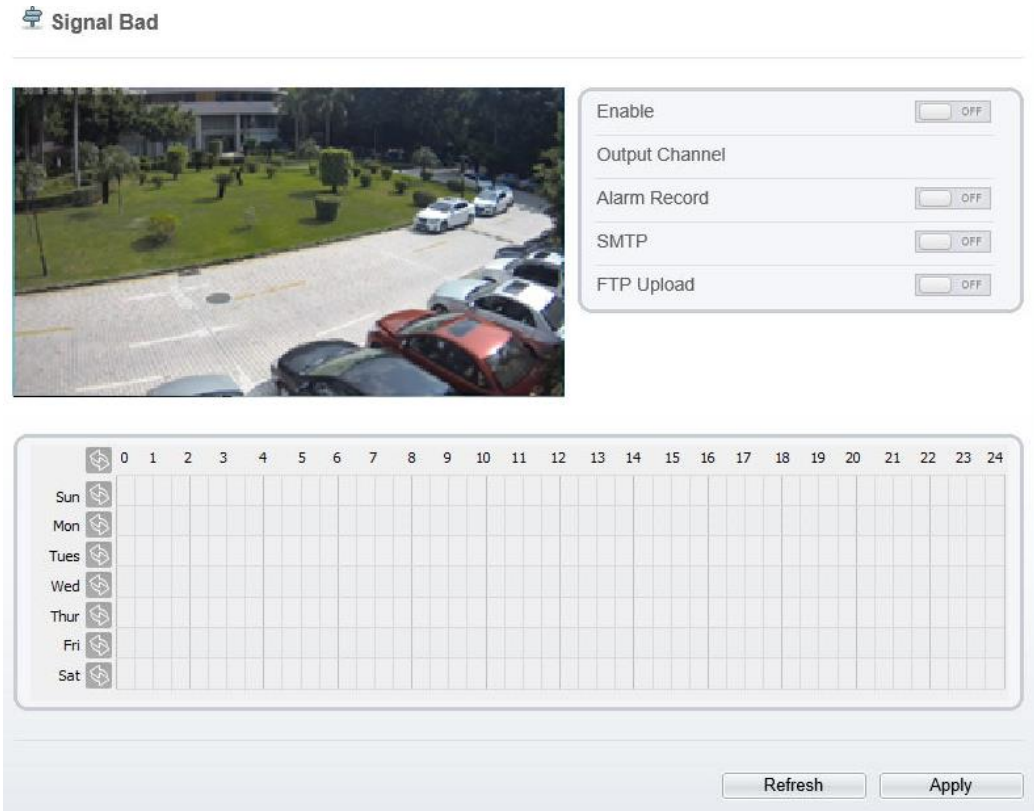 Signal Bad
Enable OFF
Output Channel
Alarm Record OFF
SMTP OFF
FTP Upload OFF
0 1 2 3 4 5 6 7 8 9 10 11 12 13 14 15 16 17 18 19 20 21 22 23 24
Sun
Mon
Tues
Wed
Thur
Fri
Sat
Refresh Apply